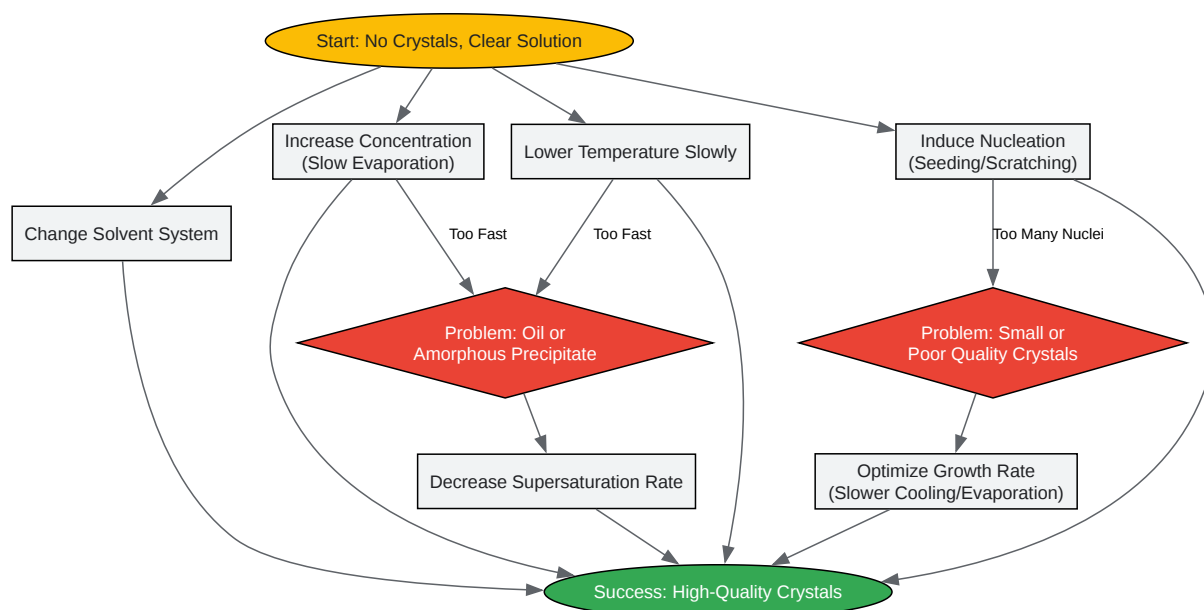 Start: No Crystals, Clear Solution
Increase Concentration
(Slow Evaporation)
Lower Temperature Slowly
Induce Nucleation
(Seeding/Scratching)
Change Solvent System
Too Fast
Too Fast
Too Many Nuclei
Problem: Oil or
Amorphous Precipitate
Problem: Small or
Poor Quality Crystals
Decrease Supersaturation Rate
Optimize Growth Rate
(Slower Cooling/Evaporation)
Success: High-Quality Crystals